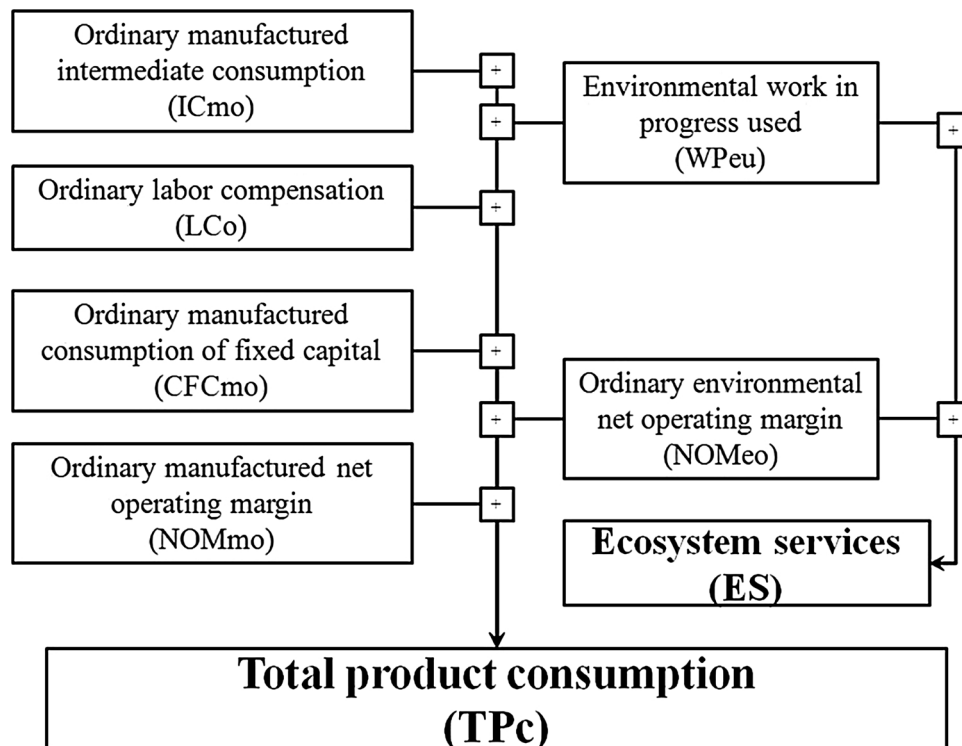 Ordinary manufactured
intermediate consumption
(ICmo)
+
+
Environmental work in
progress used
(WPeu)
+
Ordinary labor compensation
(LCo)
+
Ordinary manufactured
consumption of fixed capital
(CFCmo)
+
+
Ordinary environmental
net operating margin
(NOMeo)
+
Ordinary manufactured net
operating margin
(NOMmo)
+
Ecosystem services
(ES)
Total product consumption
(TPc)